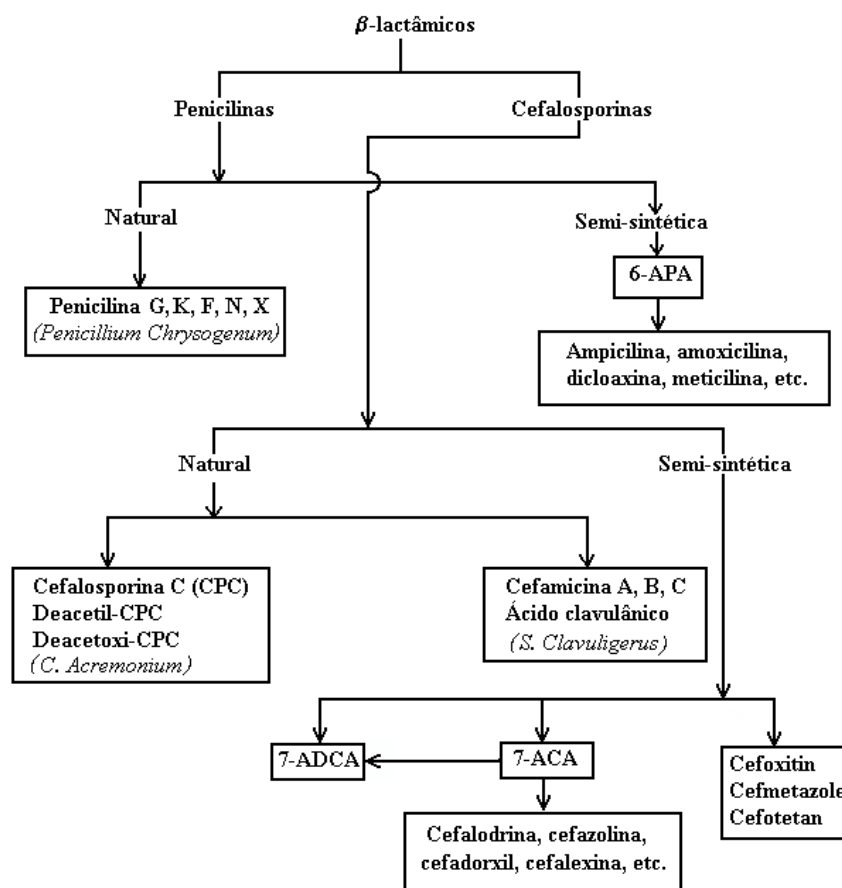 β-lactâmicos
Penicilinas
Cefalosporinas
Natural
Semi-sintética
6-APA
Penicilina G, K, F, N, X
(Penicillium Chrysogenum)
Ampicilina, amoxicilina,
dicloaxina, meticilina, etc.
Natural
Semi-sintética
Cefalosporina C (CPC)
Deacetil-CPC
Deacetoxi-CPC
(C. Acremonium)
Cefamicina A, B, C
Ácido clavulânico
(S. Clavuligerus)
7-ADCA
7-ACA
Cefoxitin
Cefmetazole
Cefotetan
Cefalodrina, cefazolina,
cefadorxil, cefalexina, etc.